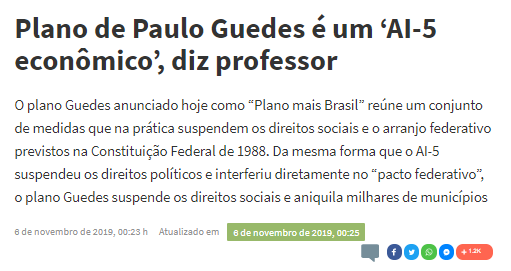 Plano de Paulo Guedes é um ‘AI-5
econômico’, diz professor
O plano Guedes anunciado hoje como “Plano mais Brasil” reúne um conjunto
de medidas que na prática suspendem os direitos sociais e o arranjo federativo
previstos na Constituição Federal de 1988. Da mesma forma que o AI-5
suspendeu os direitos políticos e interferiu diretamente no “pacto federativo”,
o plano Guedes suspende os direitos sociais e aniquila milhares de municípios
6 de novembro de 2019, 00:23 h Atualizado em 6 de novembro de 2019, 00:25
+ 1.2K